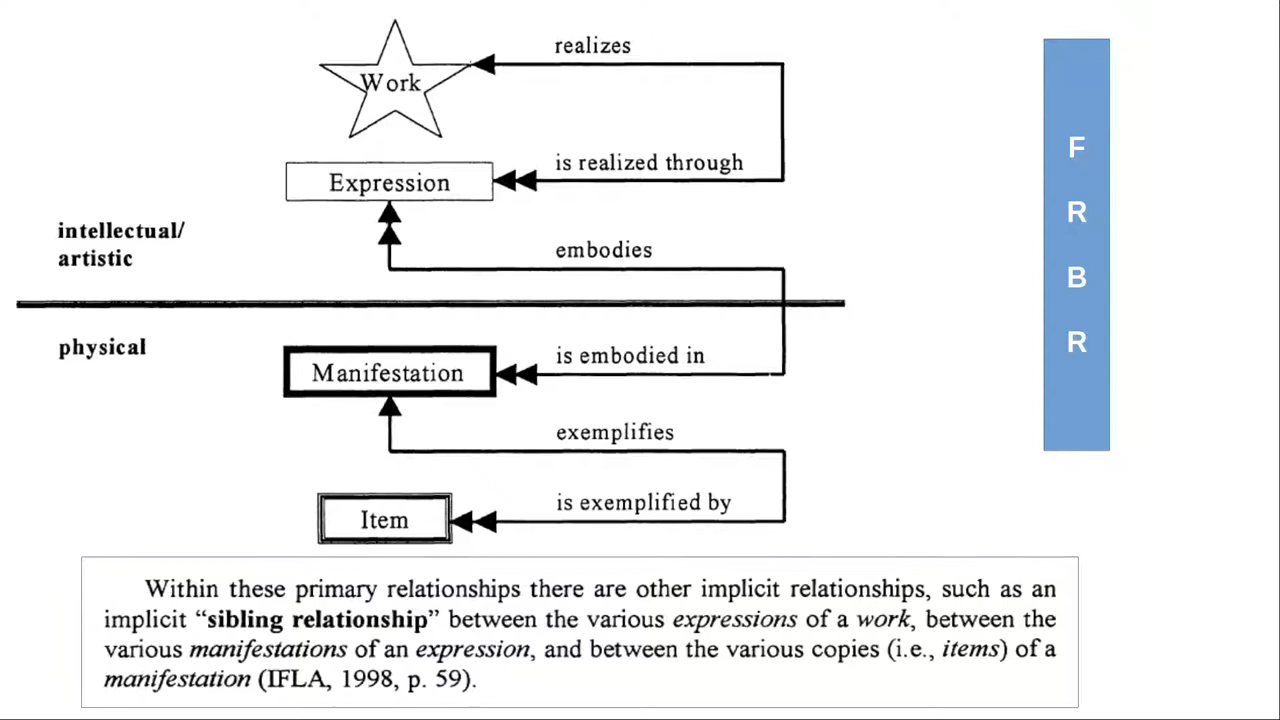 realizes
Work
is realized through
Expression
intellectual/
artistic
embodies
physical
is embodied in
Manifestation
exemplifies
is exemplified by
Item
F
R
B
R
Within these primary relationships there are other implicit relationships, such as an
implicit “sibling relationship” between the various expressions of a work, between the
various manifestations of an expression, and between the various copies (i.e., items) of a
manifestation (IFLA, 1998, p. 59).